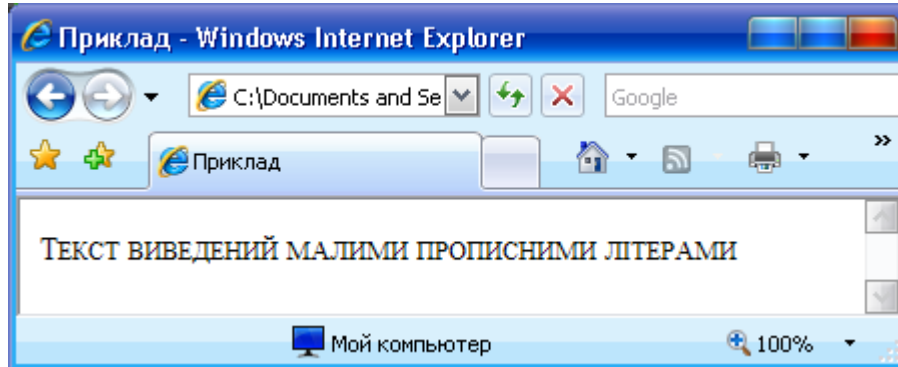 Приклад - Windows Internet Explorer
C:\Documents and Se
Google
Приклад
»
Текст виведений малими прописними літерами
Мой компьютер
100%